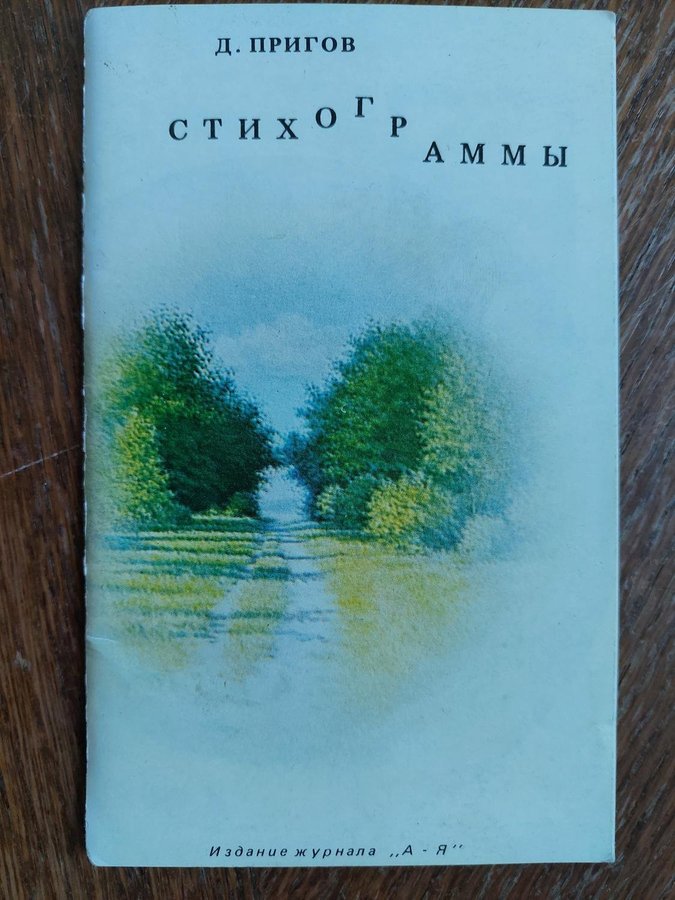 Д. ПРИГОВ
СТИХОГРАММЫ
Издание журнала „А - Я"